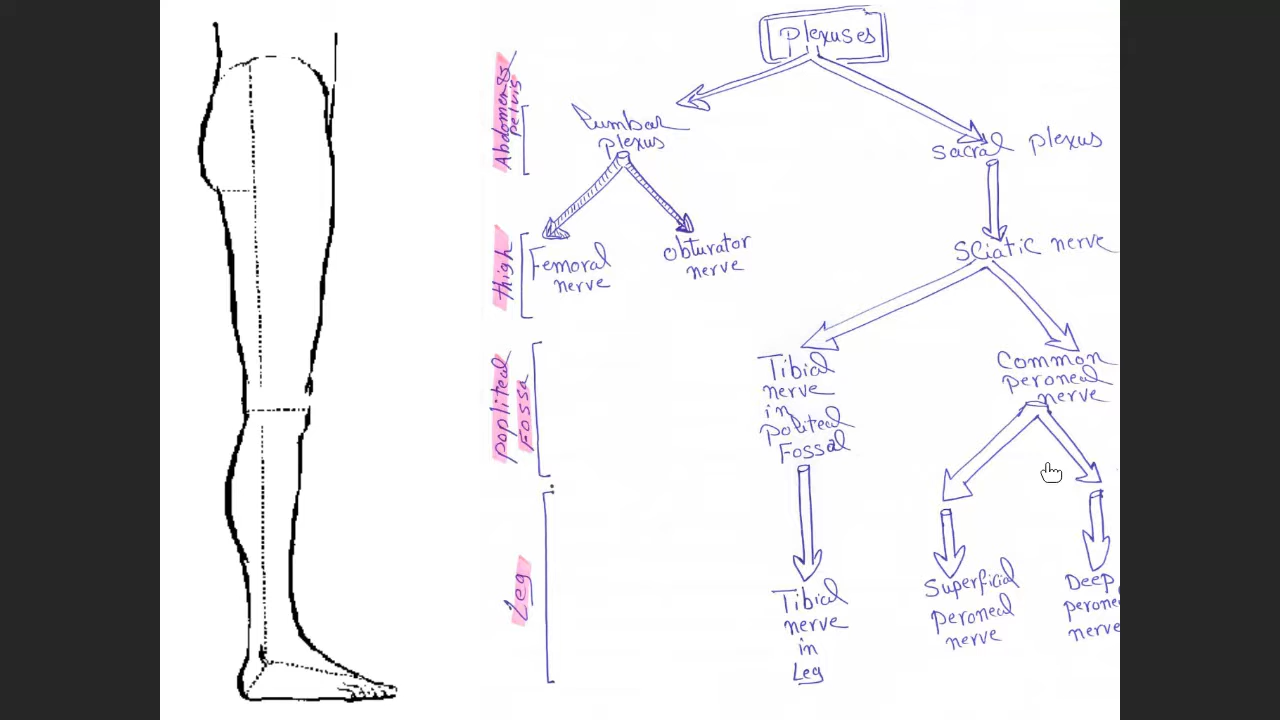 Plexuses
Abdomen &
pelvis
Lumbar
plexus
Sacral plexus
thigh
Femoral
nerve
obturator
nerve
Sciatic nerve
popliteal
Fossa
Tibial
nerve
in
Politeal
Fossal
Common
peroneal
nerve
Leg
Tibial
nerve
in
Leg
Superficial
peroneal
nerve
Deep
perone
nerve